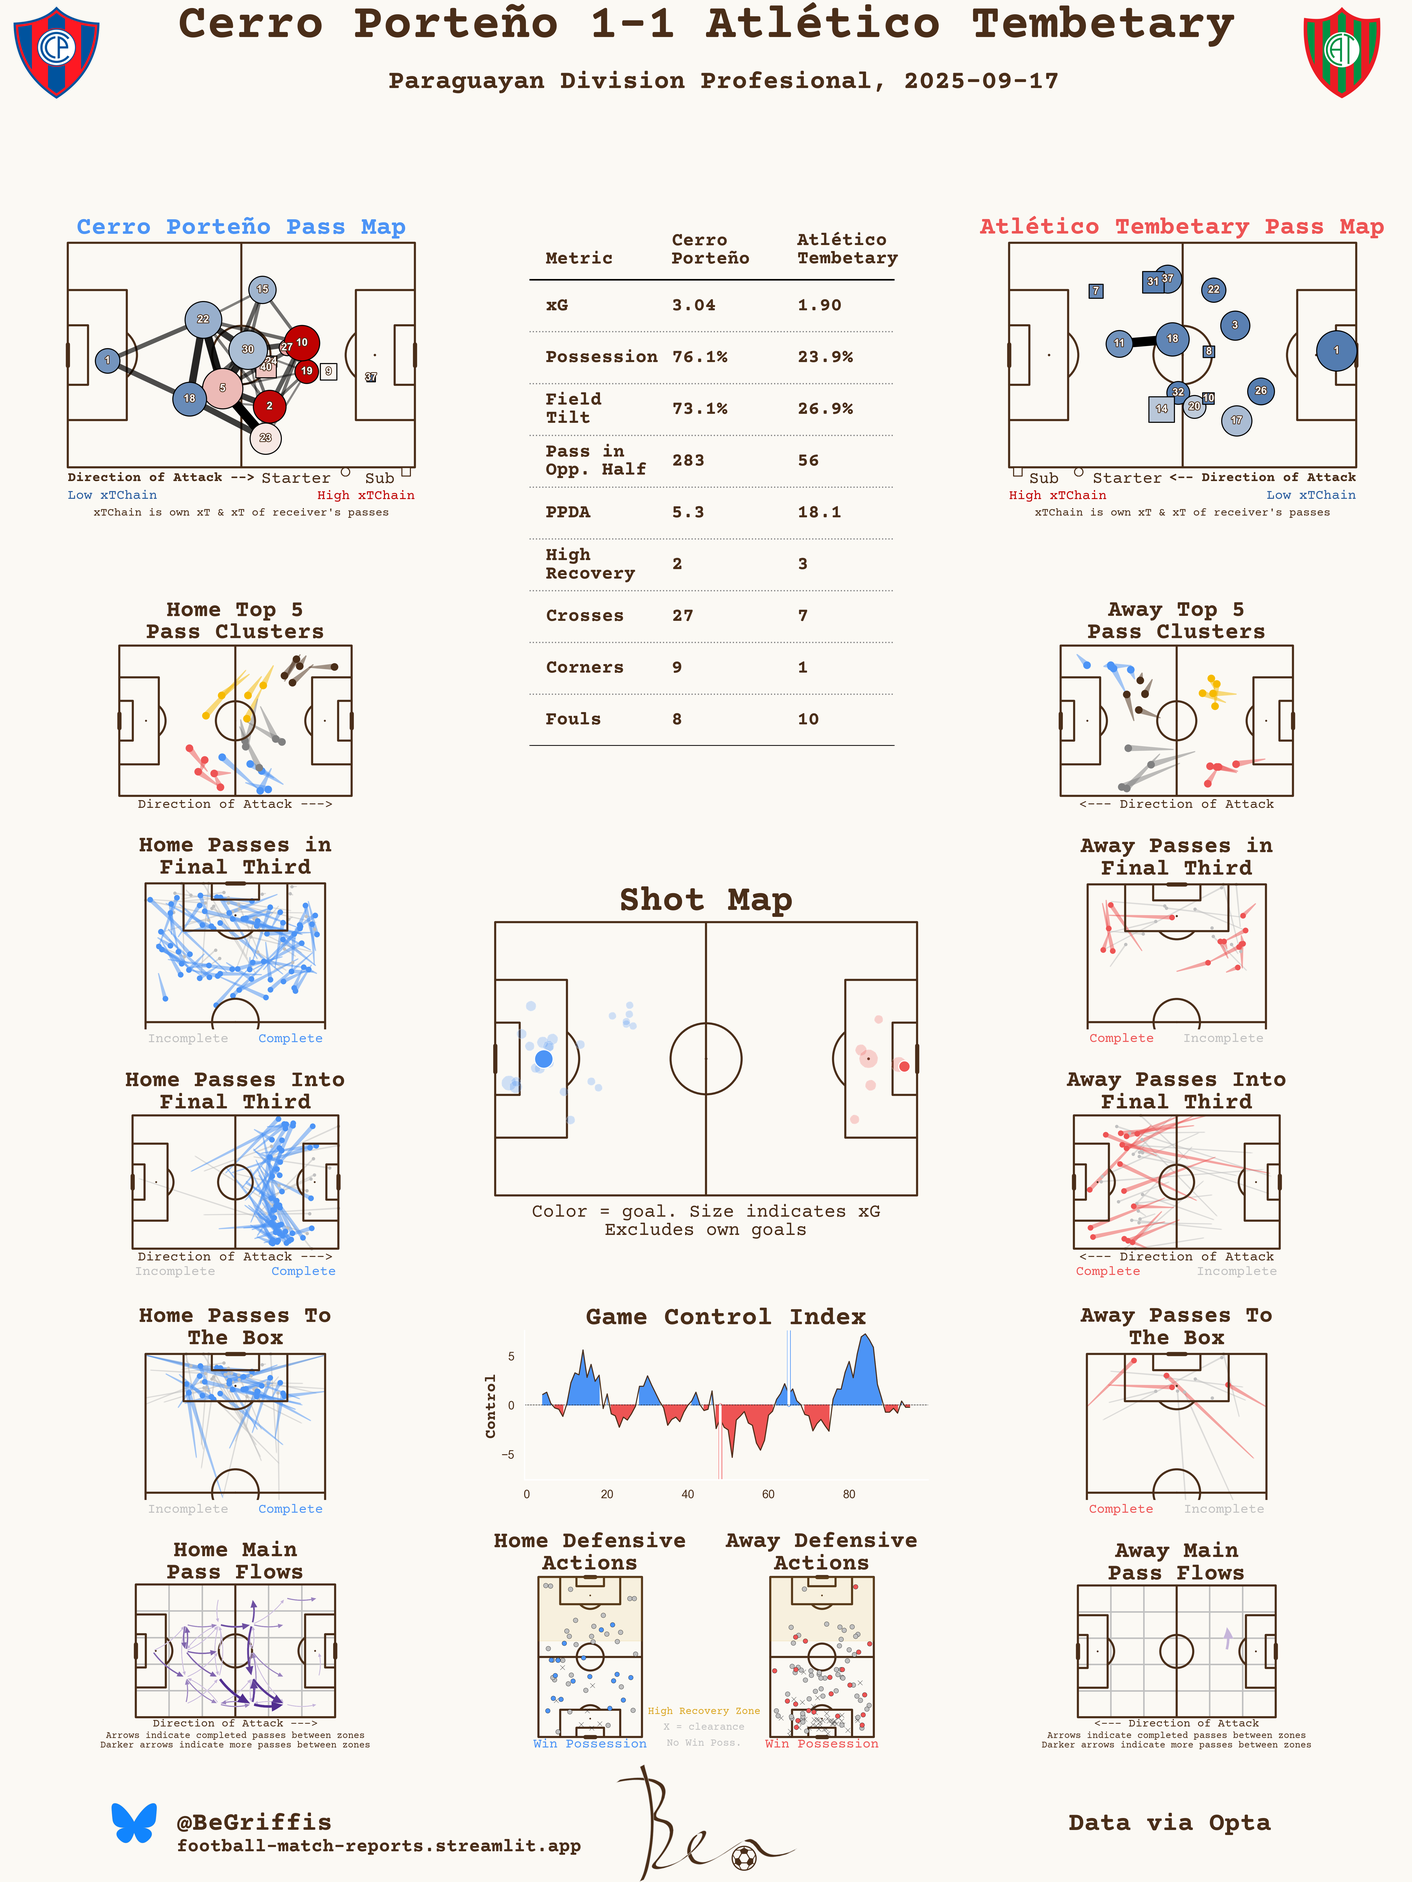 Cerro Porteño 1-1 Atlético Tembetary
Paraguayan Division Profesional, 2025-09-17
CCP
CAT
Cerro Porteño Pass Map
15
22
30
27
10
24
40
19
9
37
1
5
18
2
23
Direction of Attack --> Starter Sub
Low xTChain High xTChain
xTChain is own xT & xT of receiver's passes
Metric Cerro Porteño Atlético Tembetary
xG 3.04 1.90
Possession 76.1% 23.9%
Field Tilt 73.1% 26.9%
Pass in Opp. Half 283 56
PPDA 5.3 18.1
High Recovery 2 3
Crosses 27 7
Corners 9 1
Fouls 8 10
Atlético Tembetary Pass Map
7
31
37
22
3
11
18
8
1
32
10
26
14
20
17
Sub Starter <-- Direction of Attack
High xTChain Low xTChain
xTChain is own xT & xT of receiver's passes
Home Top 5
Pass Clusters
Direction of Attack --->
Away Top 5
Pass Clusters
<--- Direction of Attack
Home Passes in
Final Third
Incomplete Complete
Away Passes in
Final Third
Complete Incomplete
Shot Map
Color = goal. Size indicates xG
Excludes own goals
Home Passes Into
Final Third
Direction of Attack --->
Incomplete Complete
Away Passes Into
Final Third
<--- Direction of Attack
Complete Incomplete
Home Passes To
The Box
Incomplete Complete
Game Control Index
Control
5
0
−5
0 20 40 60 80
Away Passes To
The Box
Complete Incomplete
Home Main
Pass Flows
Direction of Attack --->
Arrows indicate completed passes between zones
Darker arrows indicate more passes between zones
Home Defensive
Actions
Win Possession
High Recovery Zone
X = clearance
No Win Poss.
Away Defensive
Actions
Win Possession
Away Main
Pass Flows
<--- Direction of Attack
Arrows indicate completed passes between zones
Darker arrows indicate more passes between zones
@BeGriffis
football-match-reports.streamlit.app
Ben
Data via Opta